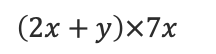 (2x + y)×7x